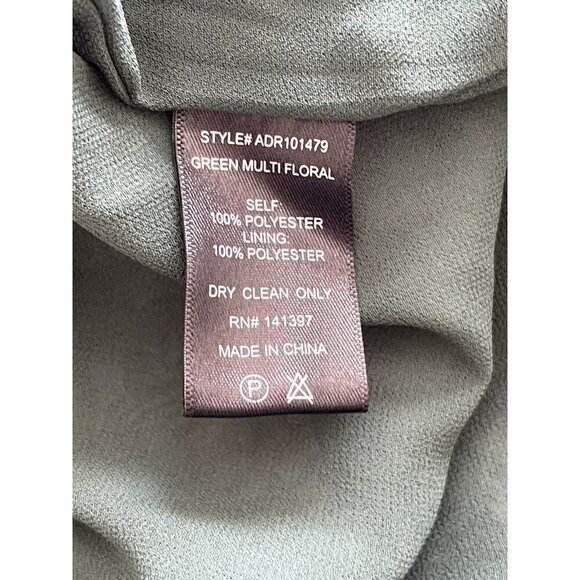 STYLE# ADR101479
GREEN MULTI FLORAL
SELF:
100% POLYESTER
LINING:
100% POLYESTER
DRY CLEAN ONLY
RN# 141397
MADE IN CHINA
P